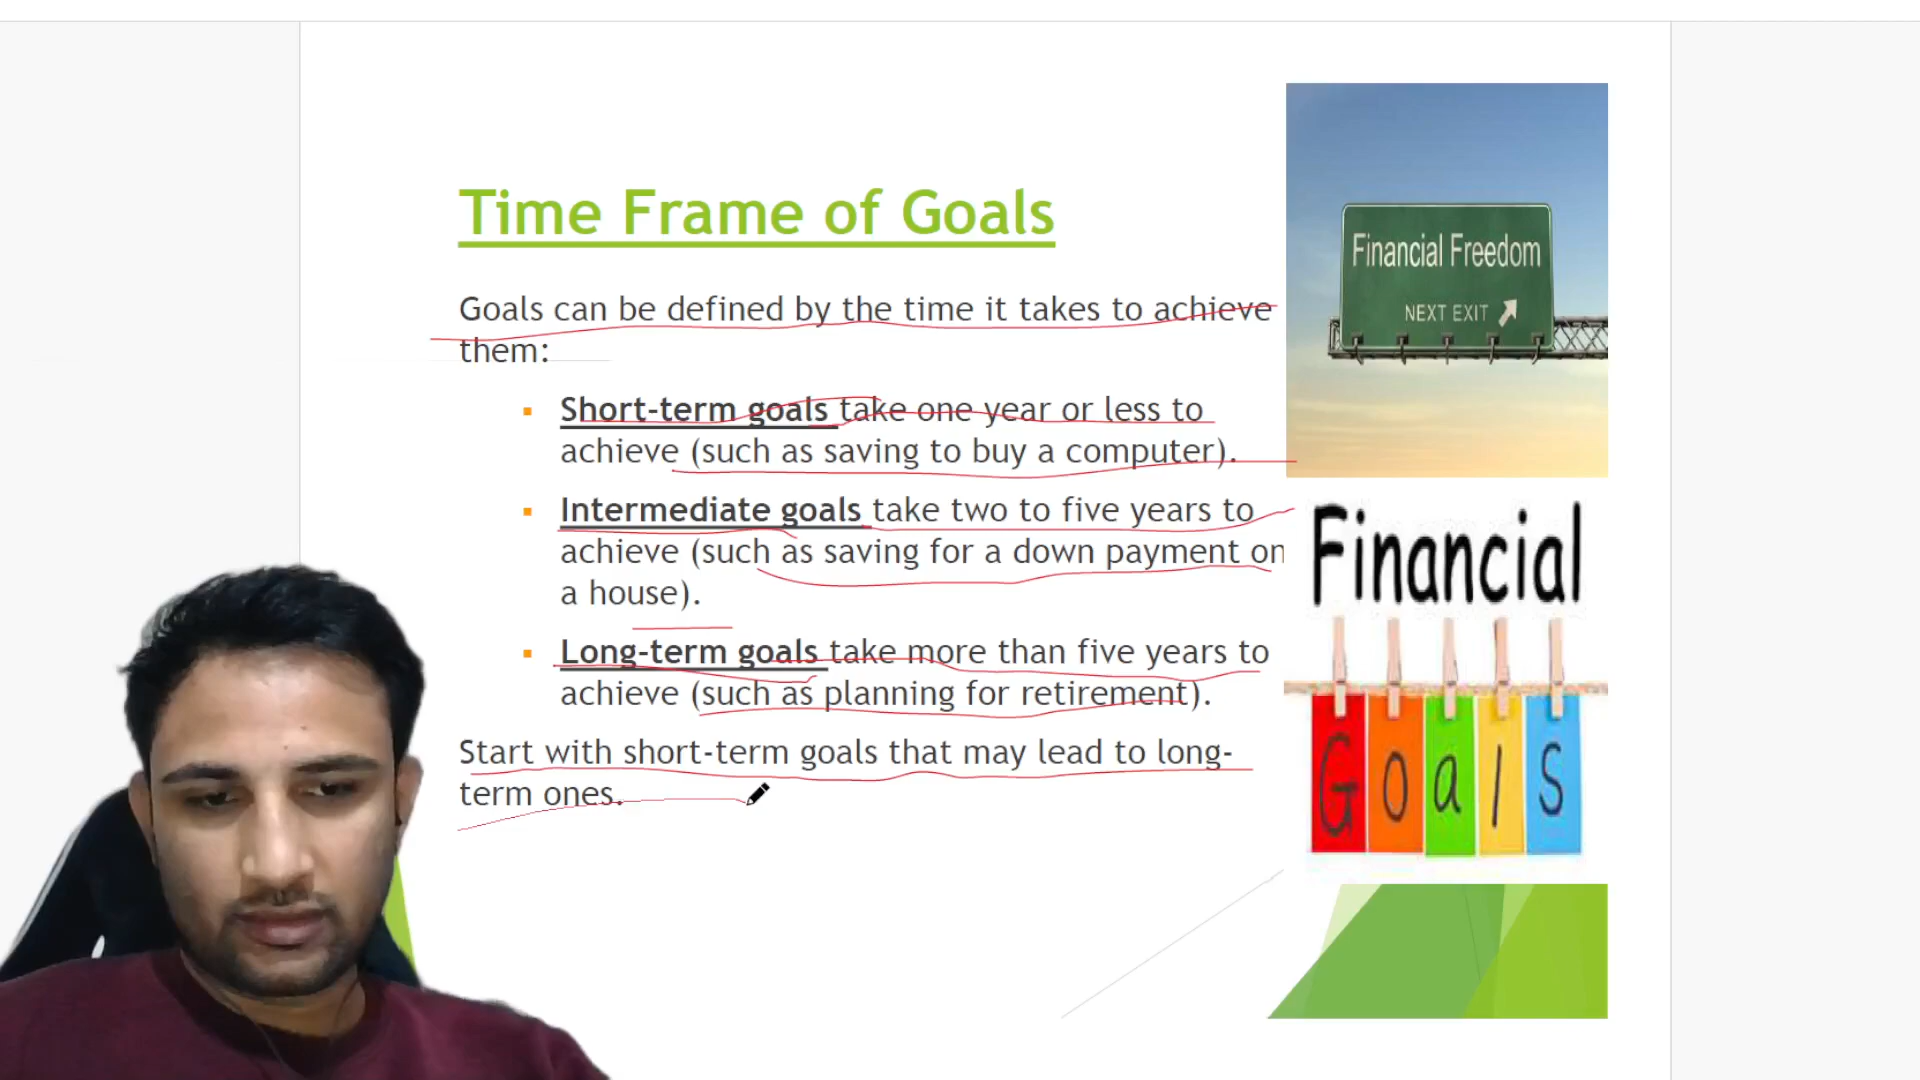 Time Frame of Goals
Goals can be defined by the time it takes to achieve
them:
Short-term goals take one year or less to
achieve (such as saving to buy a computer).
Intermediate goals take two to five years to
achieve (such as saving for a down payment on
a house).
Long-term goals take more than five years to
achieve (such as planning for retirement).
Start with short-term goals that may lead to long-
term ones.
Financial Freedom
NEXT EXIT
Financial
Goals